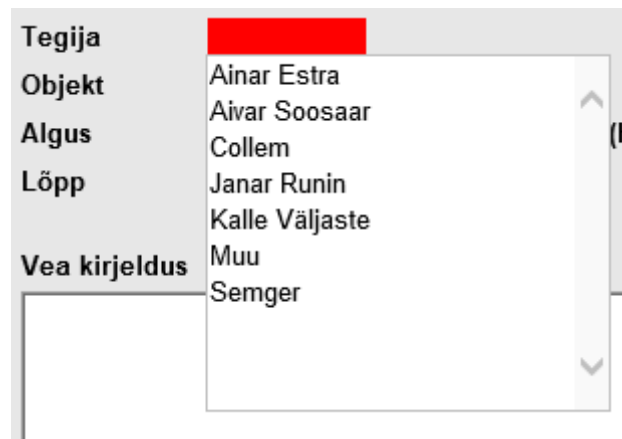 Tegija
Objekt
Algus
Lõpp
Vea kirjeldus
Ainar Estra
Aivar Soosaar
Collem
Janar Runin
Kalle Väljaste
Muu
Semger